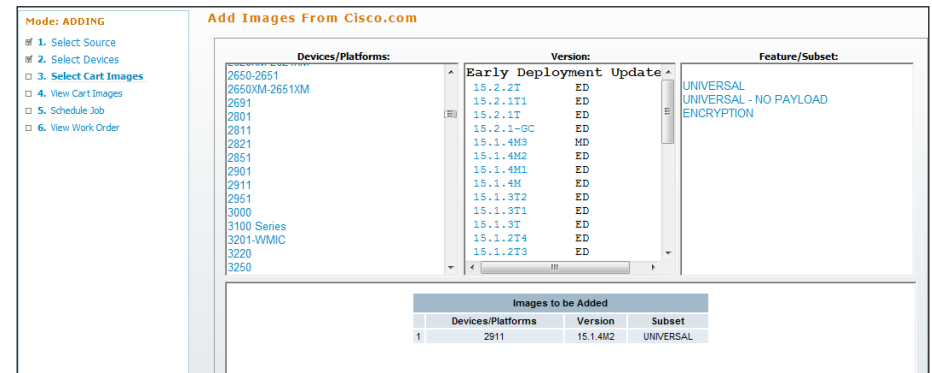 Mode: ADDING
1. Select Source
2. Select Devices
3. Select Cart Images
4. View Cart Images
5. Schedule Job
6. View Work Order
Add Images From Cisco.com
Devices/Platforms:
2650-2651
2650XM-2651XM
2691
2801
2811
2821
2851
2901
2911
2951
3000
3100 Series
3201-WMIC
3220
3250
Version:
Early Deployment Update
15.2.2T ED
15.2.1T1 ED
15.2.1T ED
15.2.1-GC ED
15.1.4M3 MD
15.1.4M2 ED
15.1.4M1 ED
15.1.4M ED
15.1.3T2 ED
15.1.3T1 ED
15.1.3T ED
15.1.2T4 ED
15.1.2T3 ED
Feature/Subset:
UNIVERSAL
UNIVERSAL - NO PAYLOAD
ENCRYPTION
Images to be Added
Devices/Platforms Version Subset
1 2911 15.1.4M2 UNIVERSAL